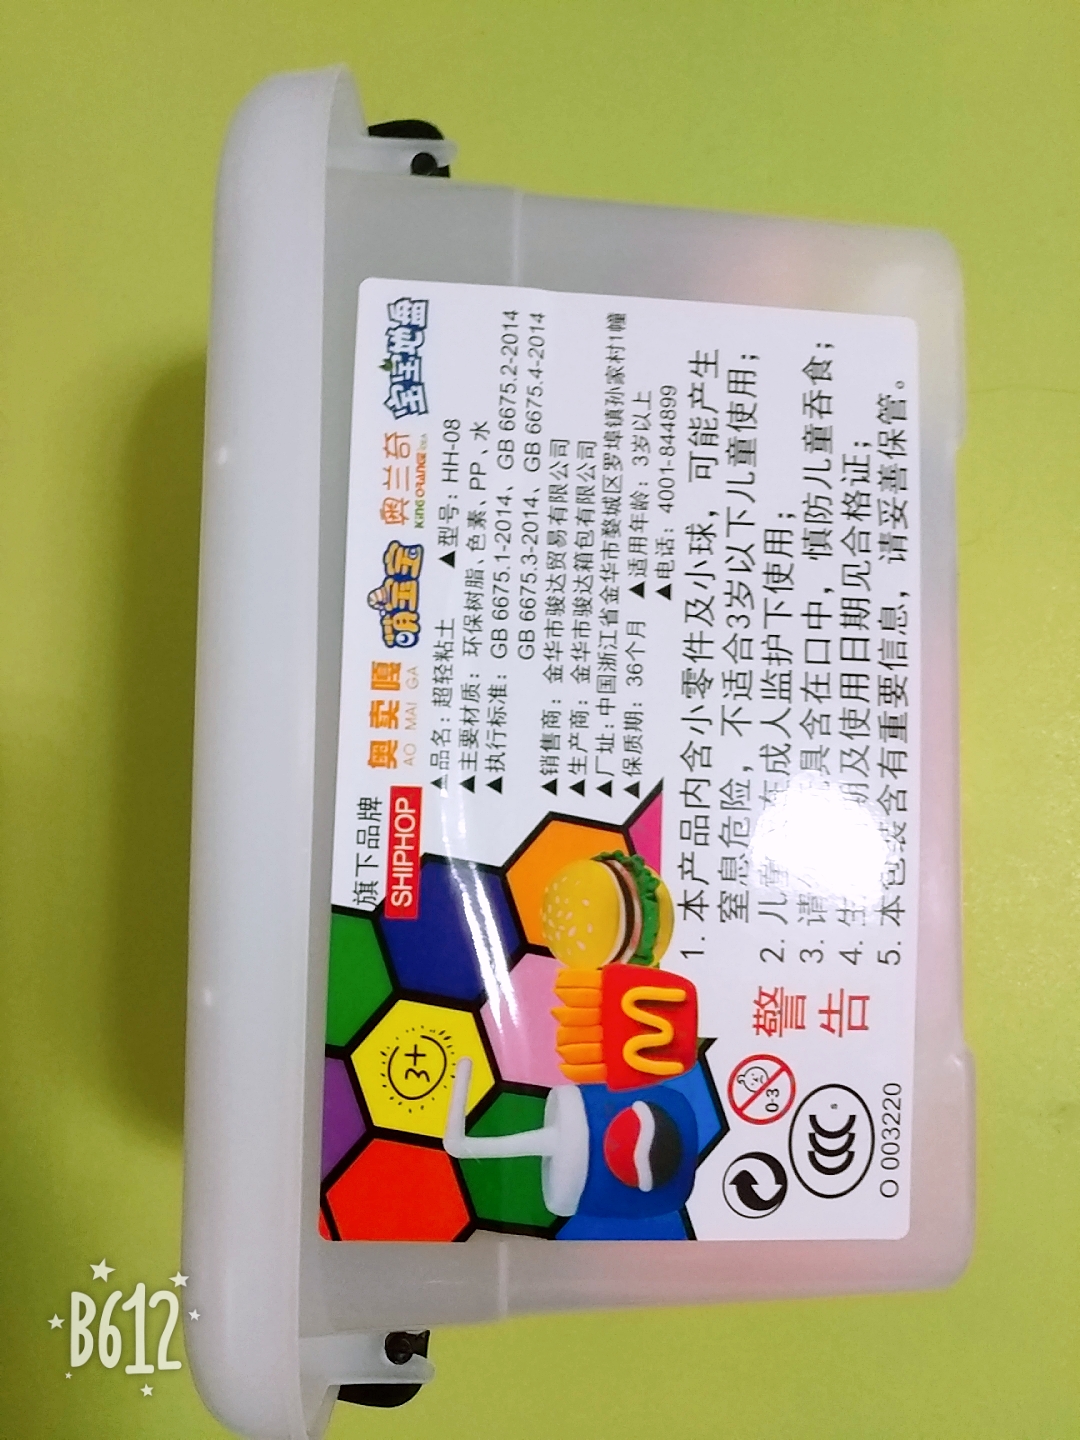 旗下品牌
SHIPHOP
奥卖嘎
AO MAI GA
萌宝宝
奥兰奇
KING ORANGE
宝宝地盘
▲品名：超轻粘土 ▲型号：HH-08
▲主要材质：环保树脂、色素、PP、水
▲执行标准：GB 6675.1-2014、GB 6675.2-2014
GB 6675.3-2014、GB 6675.4-2014
▲销售商：金华市骏达贸易有限公司
▲生产商：金华市骏达箱包有限公司
▲厂址：中国浙江省金华市婺城区罗埠镇孙家村1幢
▲保质期：36个月 ▲适用年龄：3岁以上
▲电话：4001-844899
3+
警告
1. 本产品内含小零件及小球，可能产生
窒息危险，不适合3岁以下儿童使用；
2. 儿童 在成人监护下使用；
3. 请 玩具含在口中，慎防儿童吞食；
4. 生 期及使用日期见合格证；
5. 本包装含有重要信息，请妥善保管。
0-3
CCC
S
O 003220
B612